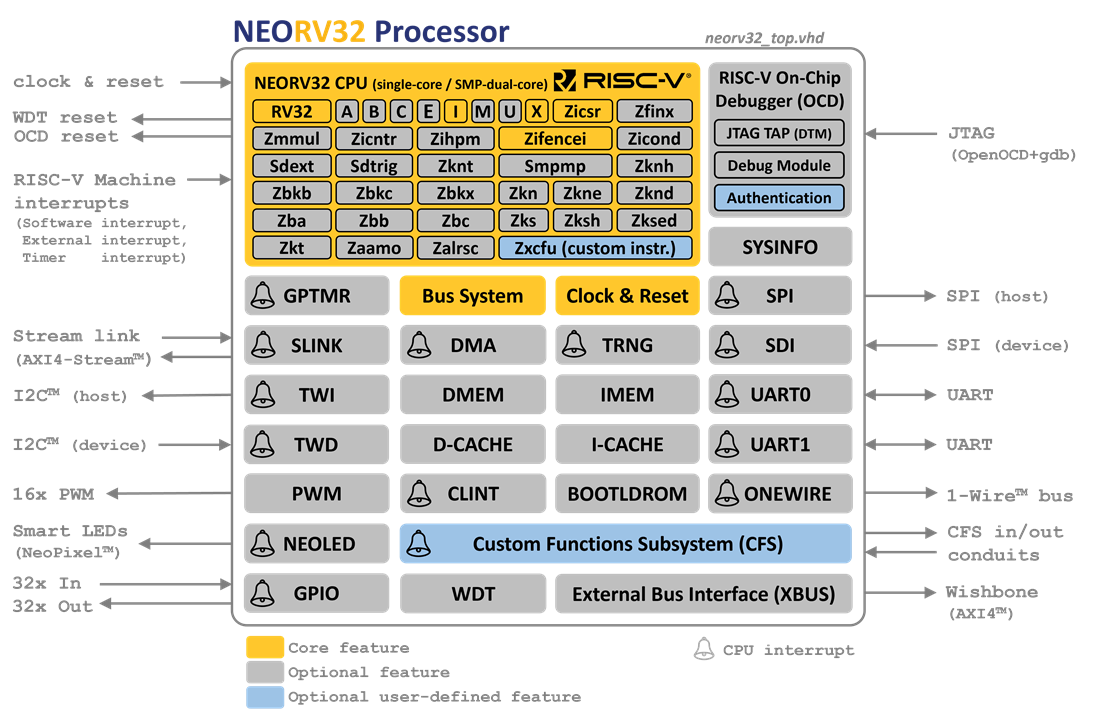 NEORV32 Processor
neorv32_top.vhd
clock & reset
WDT reset
OCD reset
RISC-V Machine
interrupts
(Software interrupt,
External interrupt,
Timer interrupt)
Stream link
(AXI4-Stream™)
I2C™ (host)
I2C™ (device)
16x PWM
Smart LEDs
(NeoPixel™)
32x In
32x Out
NEORV32 CPU (single-core / SMP-dual-core) RISC-V®
RV32 A B C E I M U X Zicsr Zfinx
Zmmul Zicntr Zihpm Zifencei Zicond
Sdext Sdtrig Zknt Smpmp Zknh
Zbkb Zbkc Zbkx Zkn Zkne Zknd
Zba Zbb Zbc Zks Zksh Zksed
Zkt Zaamo Zalrsc Zxcfu (custom instr.)
RISC-V On-Chip
Debugger (OCD)
JTAG TAP (DTM)
Debug Module
Authentication
SYSINFO
GPTMR Bus System Clock & Reset SPI
SLINK DMA TRNG SDI
TWI DMEM IMEM UART0
TWD D-CACHE I-CACHE UART1
PWM CLINT BOOTLDROM ONEWIRE
NEOLED Custom Functions Subsystem (CFS)
GPIO WDT External Bus Interface (XBUS)
JTAG
(OpenOCD+gdb)
SPI (host)
SPI (device)
UART
UART
1-Wire™ bus
CFS in/out
conduits
Wishbone
(AXI4™)
Core feature
Optional feature
Optional user-defined feature
CPU interrupt